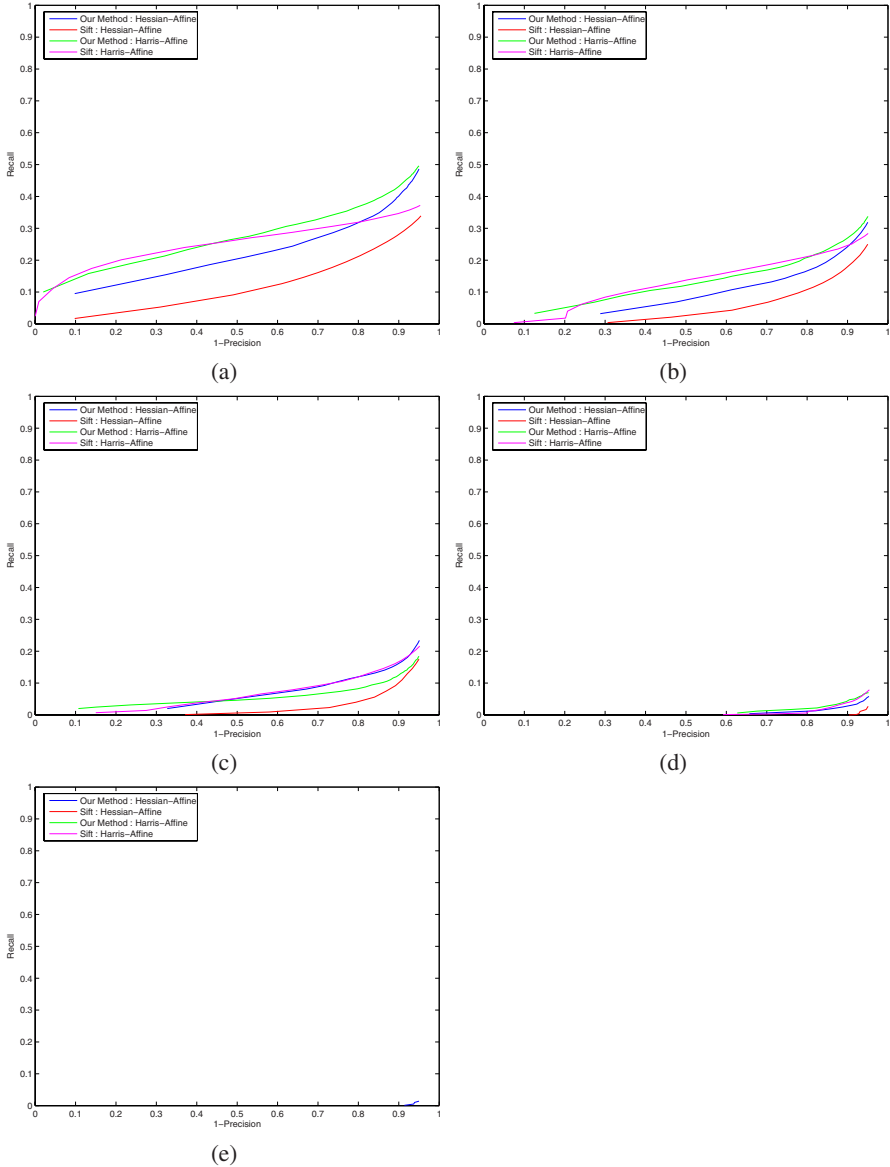 1
0.9
0.8
0.7
0.6
0.5
0.4
0.3
0.2
0.1
0
Recall
Our Method : Hessian−Affine
Sift : Hessian−Affine
Our Method : Harris−Affine
Sift : Harris−Affine
0 0.1 0.2 0.3 0.4 0.5 0.6 0.7 0.8 0.9 1
1−Precision
(a)
1
0.9
0.8
0.7
0.6
0.5
0.4
0.3
0.2
0.1
0
Recall
Our Method : Hessian−Affine
Sift : Hessian−Affine
Our Method : Harris−Affine
Sift : Harris−Affine
0 0.1 0.2 0.3 0.4 0.5 0.6 0.7 0.8 0.9 1
1−Precision
(b)
1
0.9
0.8
0.7
0.6
0.5
0.4
0.3
0.2
0.1
0
Recall
Our Method : Hessian−Affine
Sift : Hessian−Affine
Our Method : Harris−Affine
Sift : Harris−Affine
0 0.1 0.2 0.3 0.4 0.5 0.6 0.7 0.8 0.9 1
1−Precision
(c)
1
0.9
0.8
0.7
0.6
0.5
0.4
0.3
0.2
0.1
0
Recall
Our Method : Hessian−Affine
Sift : Hessian−Affine
Our Method : Harris−Affine
Sift : Harris−Affine
0 0.1 0.2 0.3 0.4 0.5 0.6 0.7 0.8 0.9 1
1−Precision
(d)
1
0.9
0.8
0.7
0.6
0.5
0.4
0.3
0.2
0.1
0
Recall
Our Method : Hessian−Affine
Sift : Hessian−Affine
Our Method : Harris−Affine
Sift : Harris−Affine
0 0.1 0.2 0.3 0.4 0.5 0.6 0.7 0.8 0.9 1
1−Precision
(e)